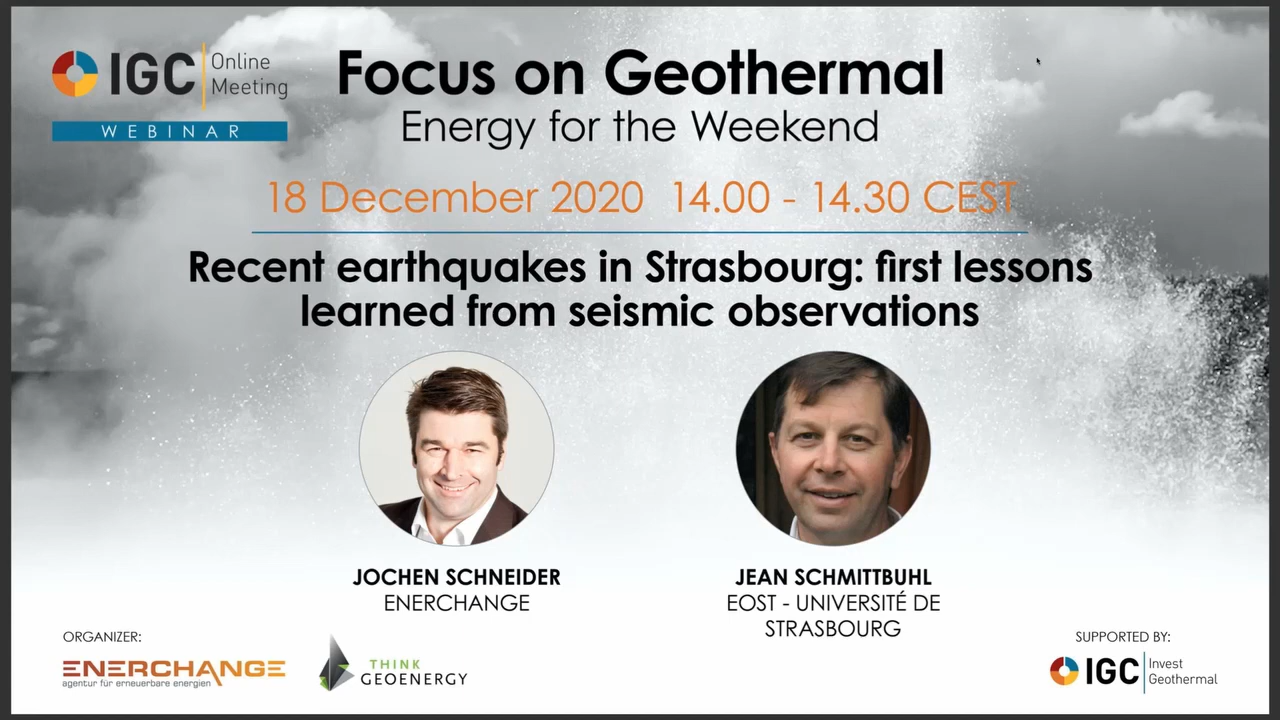 IGC
Online
Meeting
WEBINAR
Focus on Geothermal
Energy for the Weekend
18 December 2020 14.00 - 14.30 CEST
Recent earthquakes in Strasbourg: first lessons
learned from seismic observations
JOCHEN SCHNEIDER
ENERCHANGE
JEAN SCHMITTBUHL
EOST - UNIVERSITÉ DE
STRASBOURG
ORGANIZER:
ENERCHANGE
agentur für erneuerbare energien
THINK
GEOENERGY
SUPPORTED BY:
IGC
Invest
Geothermal